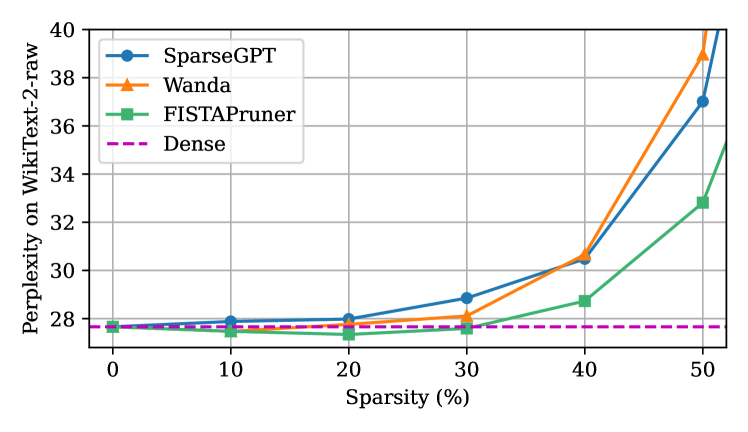 Perplexity on WikiText-2-raw
40
38
36
34
32
30
28
SparseGPT
Wanda
FISTAPruner
Dense
0 10 20 30 40 50
Sparsity (%)